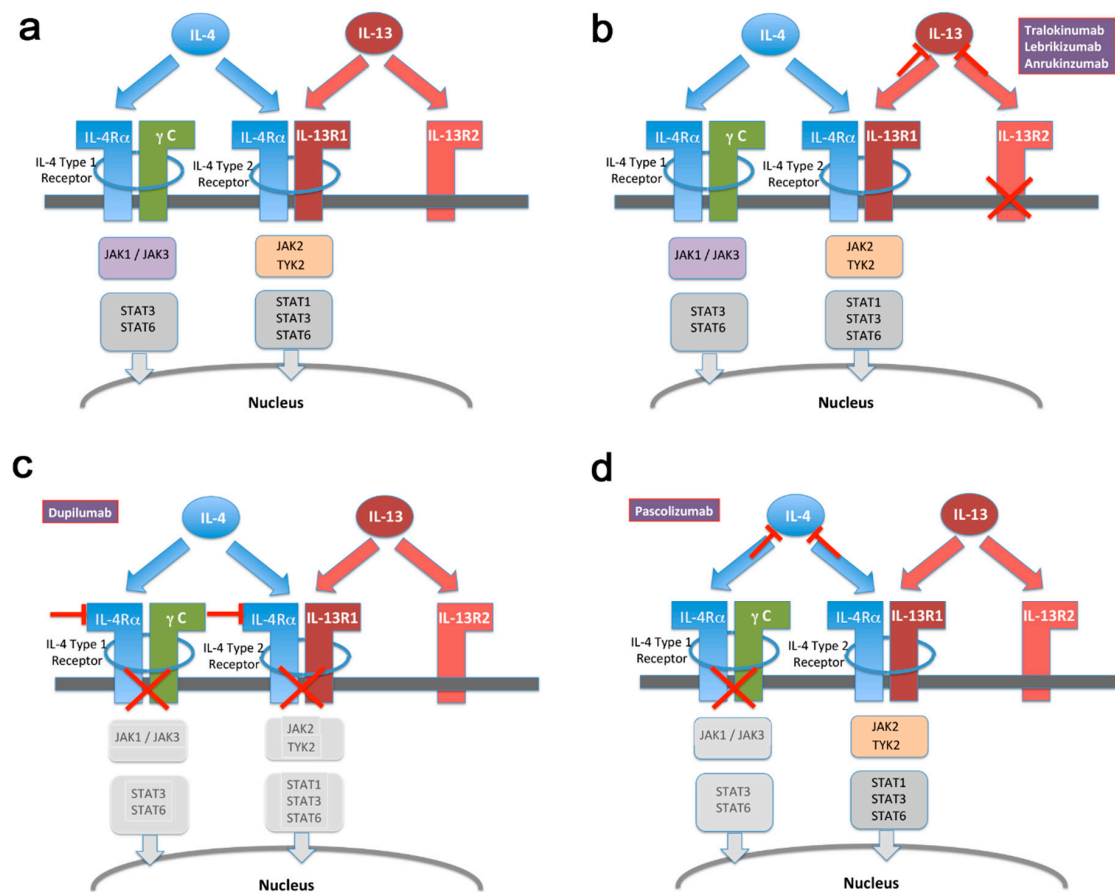 a
IL-4
IL-13
IL-4Rα
γ C
IL-4Rα
IL-13R1
IL-13R2
IL-4 Type 1
Receptor
IL-4 Type 2
Receptor
JAK1 / JAK3
JAK2
TYK2
STAT3
STAT6
STAT1
STAT3
STAT6
Nucleus
b
IL-4
IL-13
Tralokinumab
Lebrikizumab
Anrukinzumab
IL-4Rα
γ C
IL-4Rα
IL-13R1
IL-13R2
IL-4 Type 1
Receptor
IL-4 Type 2
Receptor
JAK1 / JAK3
JAK2
TYK2
STAT3
STAT6
STAT1
STAT3
STAT6
Nucleus
c
Dupilumab
IL-4
IL-13
IL-4Rα
γ C
IL-4Rα
IL-13R1
IL-13R2
IL-4 Type 1
Receptor
IL-4 Type 2
Receptor
JAK1 / JAK3
JAK2
TYK2
STAT3
STAT6
STAT1
STAT3
STAT6
Nucleus
d
Pascolizumab
IL-4
IL-13
IL-4Rα
γ C
IL-4Rα
IL-13R1
IL-13R2
IL-4 Type 1
Receptor
IL-4 Type 2
Receptor
JAK1 / JAK3
JAK2
TYK2
STAT3
STAT6
STAT1
STAT3
STAT6
Nucleus